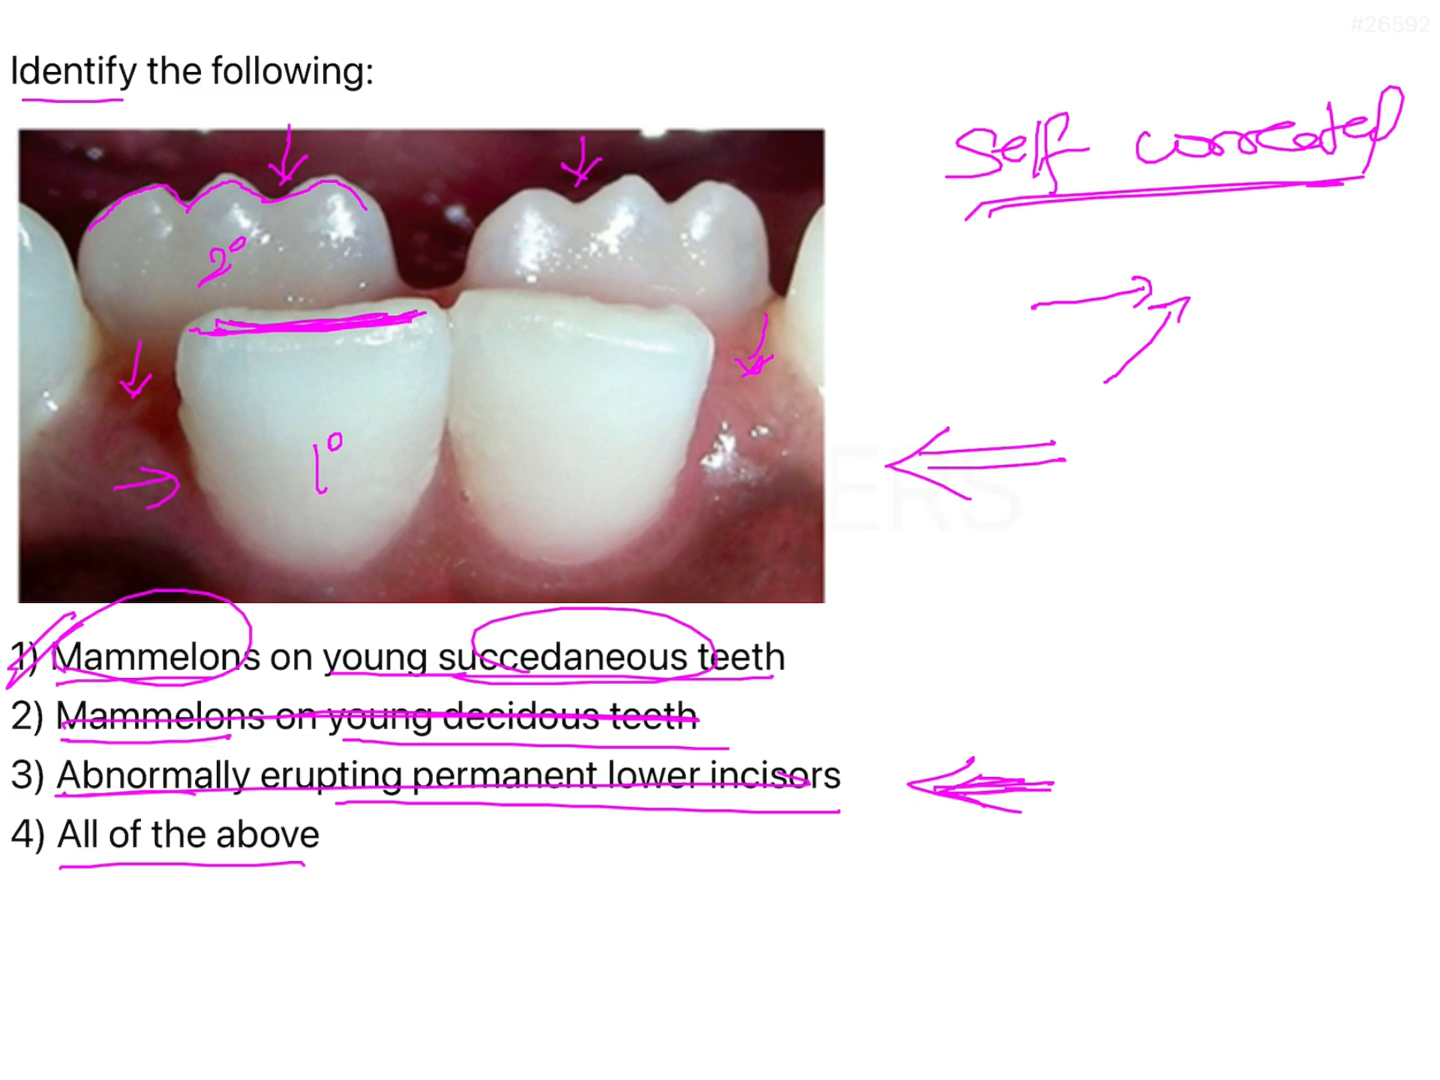 #26592
Identify the following:
Self corrected
2°
1°
ERS
1) Mammelons on young succedaneous teeth
2) Mammelons on young decidous teeth
3) Abnormally erupting permanent lower incisors
4) All of the above